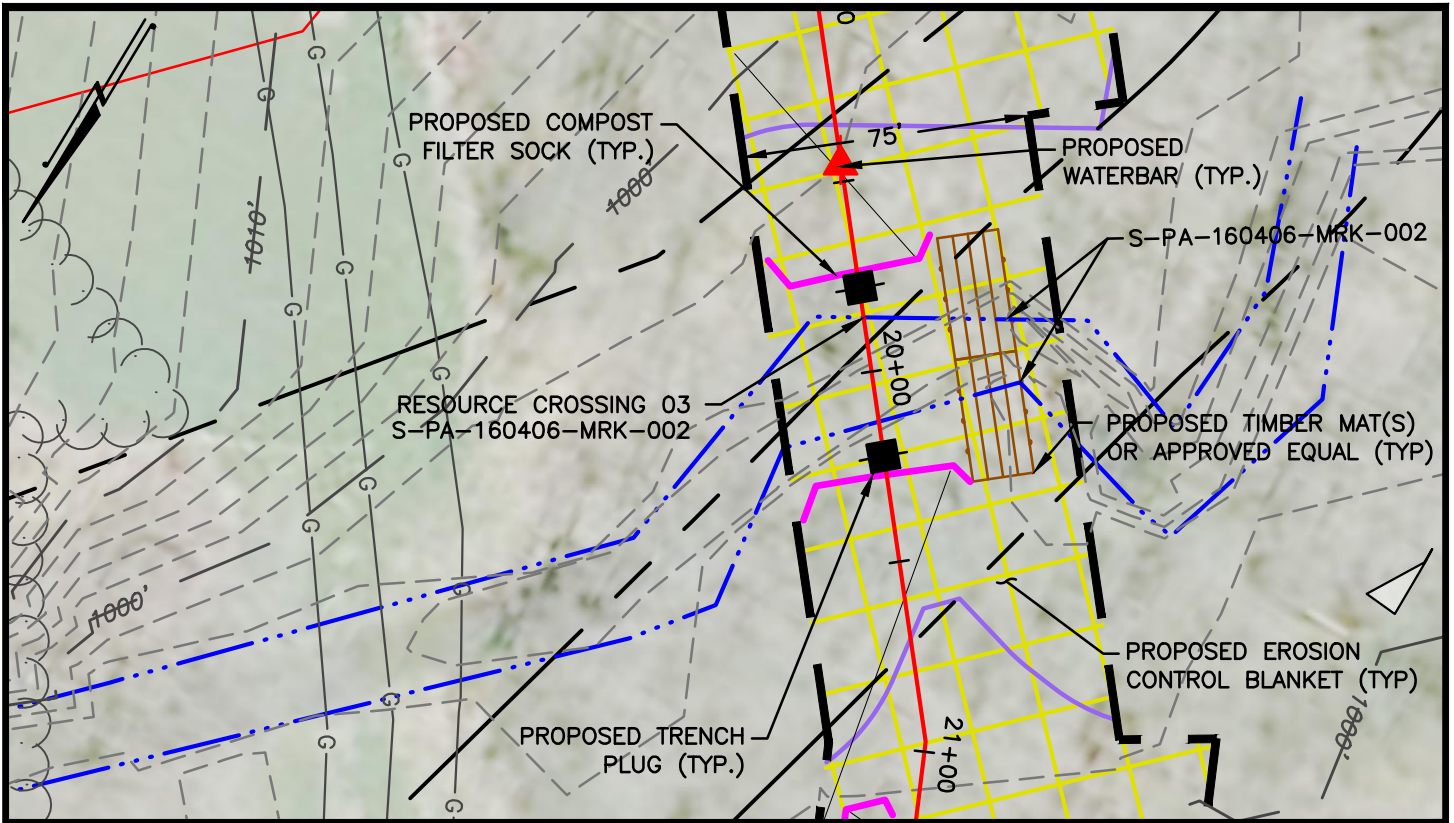 0
G
G
PROPOSED COMPOST
FILTER SOCK (TYP.)
75'
PROPOSED
WATERBAR (TYP.)
G
1000'
1010'
S-PA-160406-MRK-002
G
G
20+00
G
RESOURCE CROSSING 03
S-PA-160406-MRK-002
PROPOSED TIMBER MAT(S)
OR APPROVED EQUAL (TYP)
G
G
G
1000'
PROPOSED EROSION
CONTROL BLANKET (TYP)
G
1000'
PROPOSED TRENCH
PLUG (TYP.)
G
21+00
G